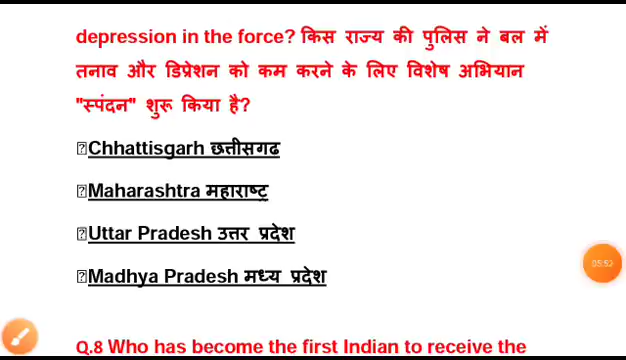 depression in the force? किस राज्य की पुलिस ने बल में
तनाव और डिप्रेशन को कम करने के लिए विशेष अभियान
"स्पंदन" शुरू किया है?
Chhattisgarh छत्तीसगढ
Maharashtra महाराष्ट्र
Uttar Pradesh उत्तर प्रदेश
Madhya Pradesh मध्य प्रदेश
Q.8 Who has become the first Indian to receive the